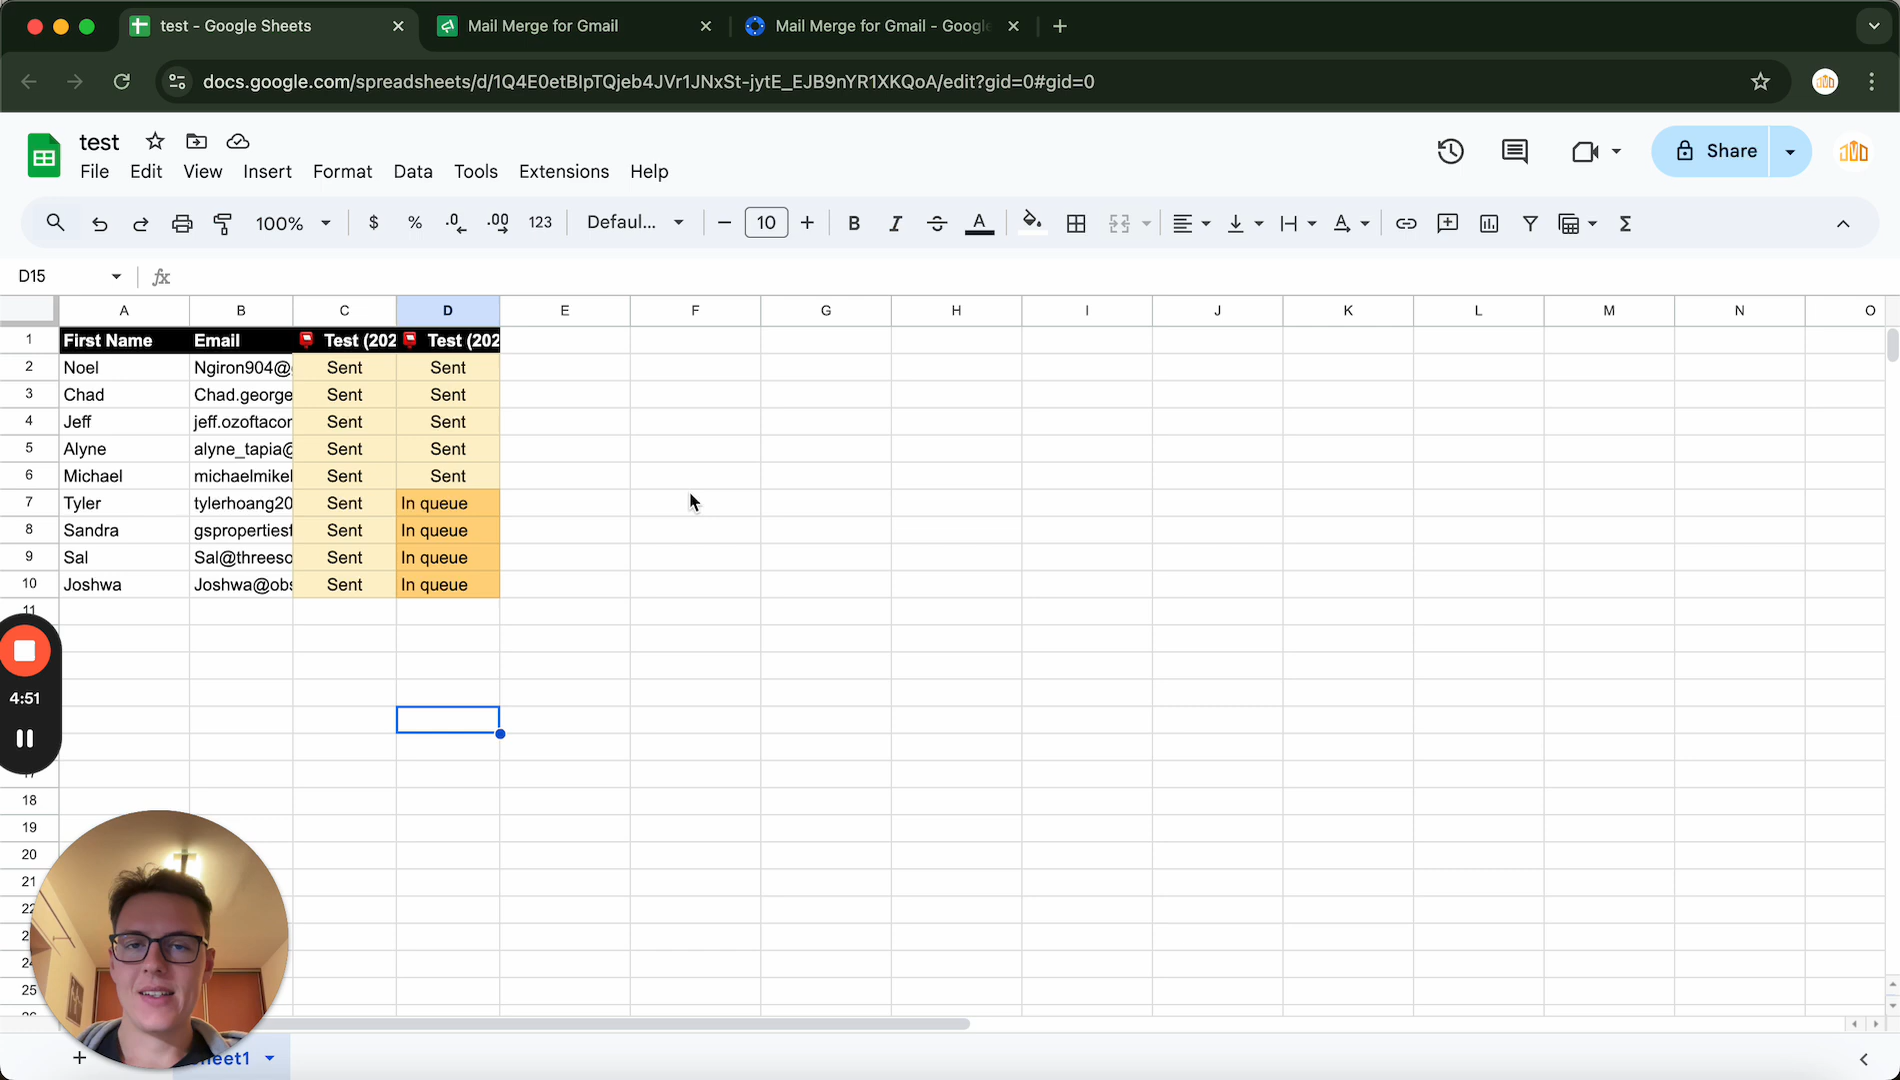 test - Google Sheets
Mail Merge for Gmail
Mail Merge for Gmail - Google
docs.google.com/spreadsheets/d/1Q4E0etBIpTQjeb4JVr1JNxSt-jytE_EJB9nYR1XKQoA/edit?gid=0#gid=0
test
File Edit View Insert Format Data Tools Extensions Help
Share
100% $ % .0 .00 123 Defaul... 10 B I A Σ
D15 fx
A B C D E F G H I J K L M N O
1 First Name Email Test (202 Test (202
2 Noel Ngiron904@ Sent Sent
3 Chad Chad.george Sent Sent
4 Jeff jeff.ozoftacor Sent Sent
5 Alyne alyne_tapia@ Sent Sent
6 Michael michaelmikel Sent Sent
7 Tyler tylerhoang20 Sent In queue
8 Sandra gspropertiesf Sent In queue
9 Sal Sal@threeso Sent In queue
10 Joshwa Joshwa@obs Sent In queue
11
4:51
18
19
20
21
25